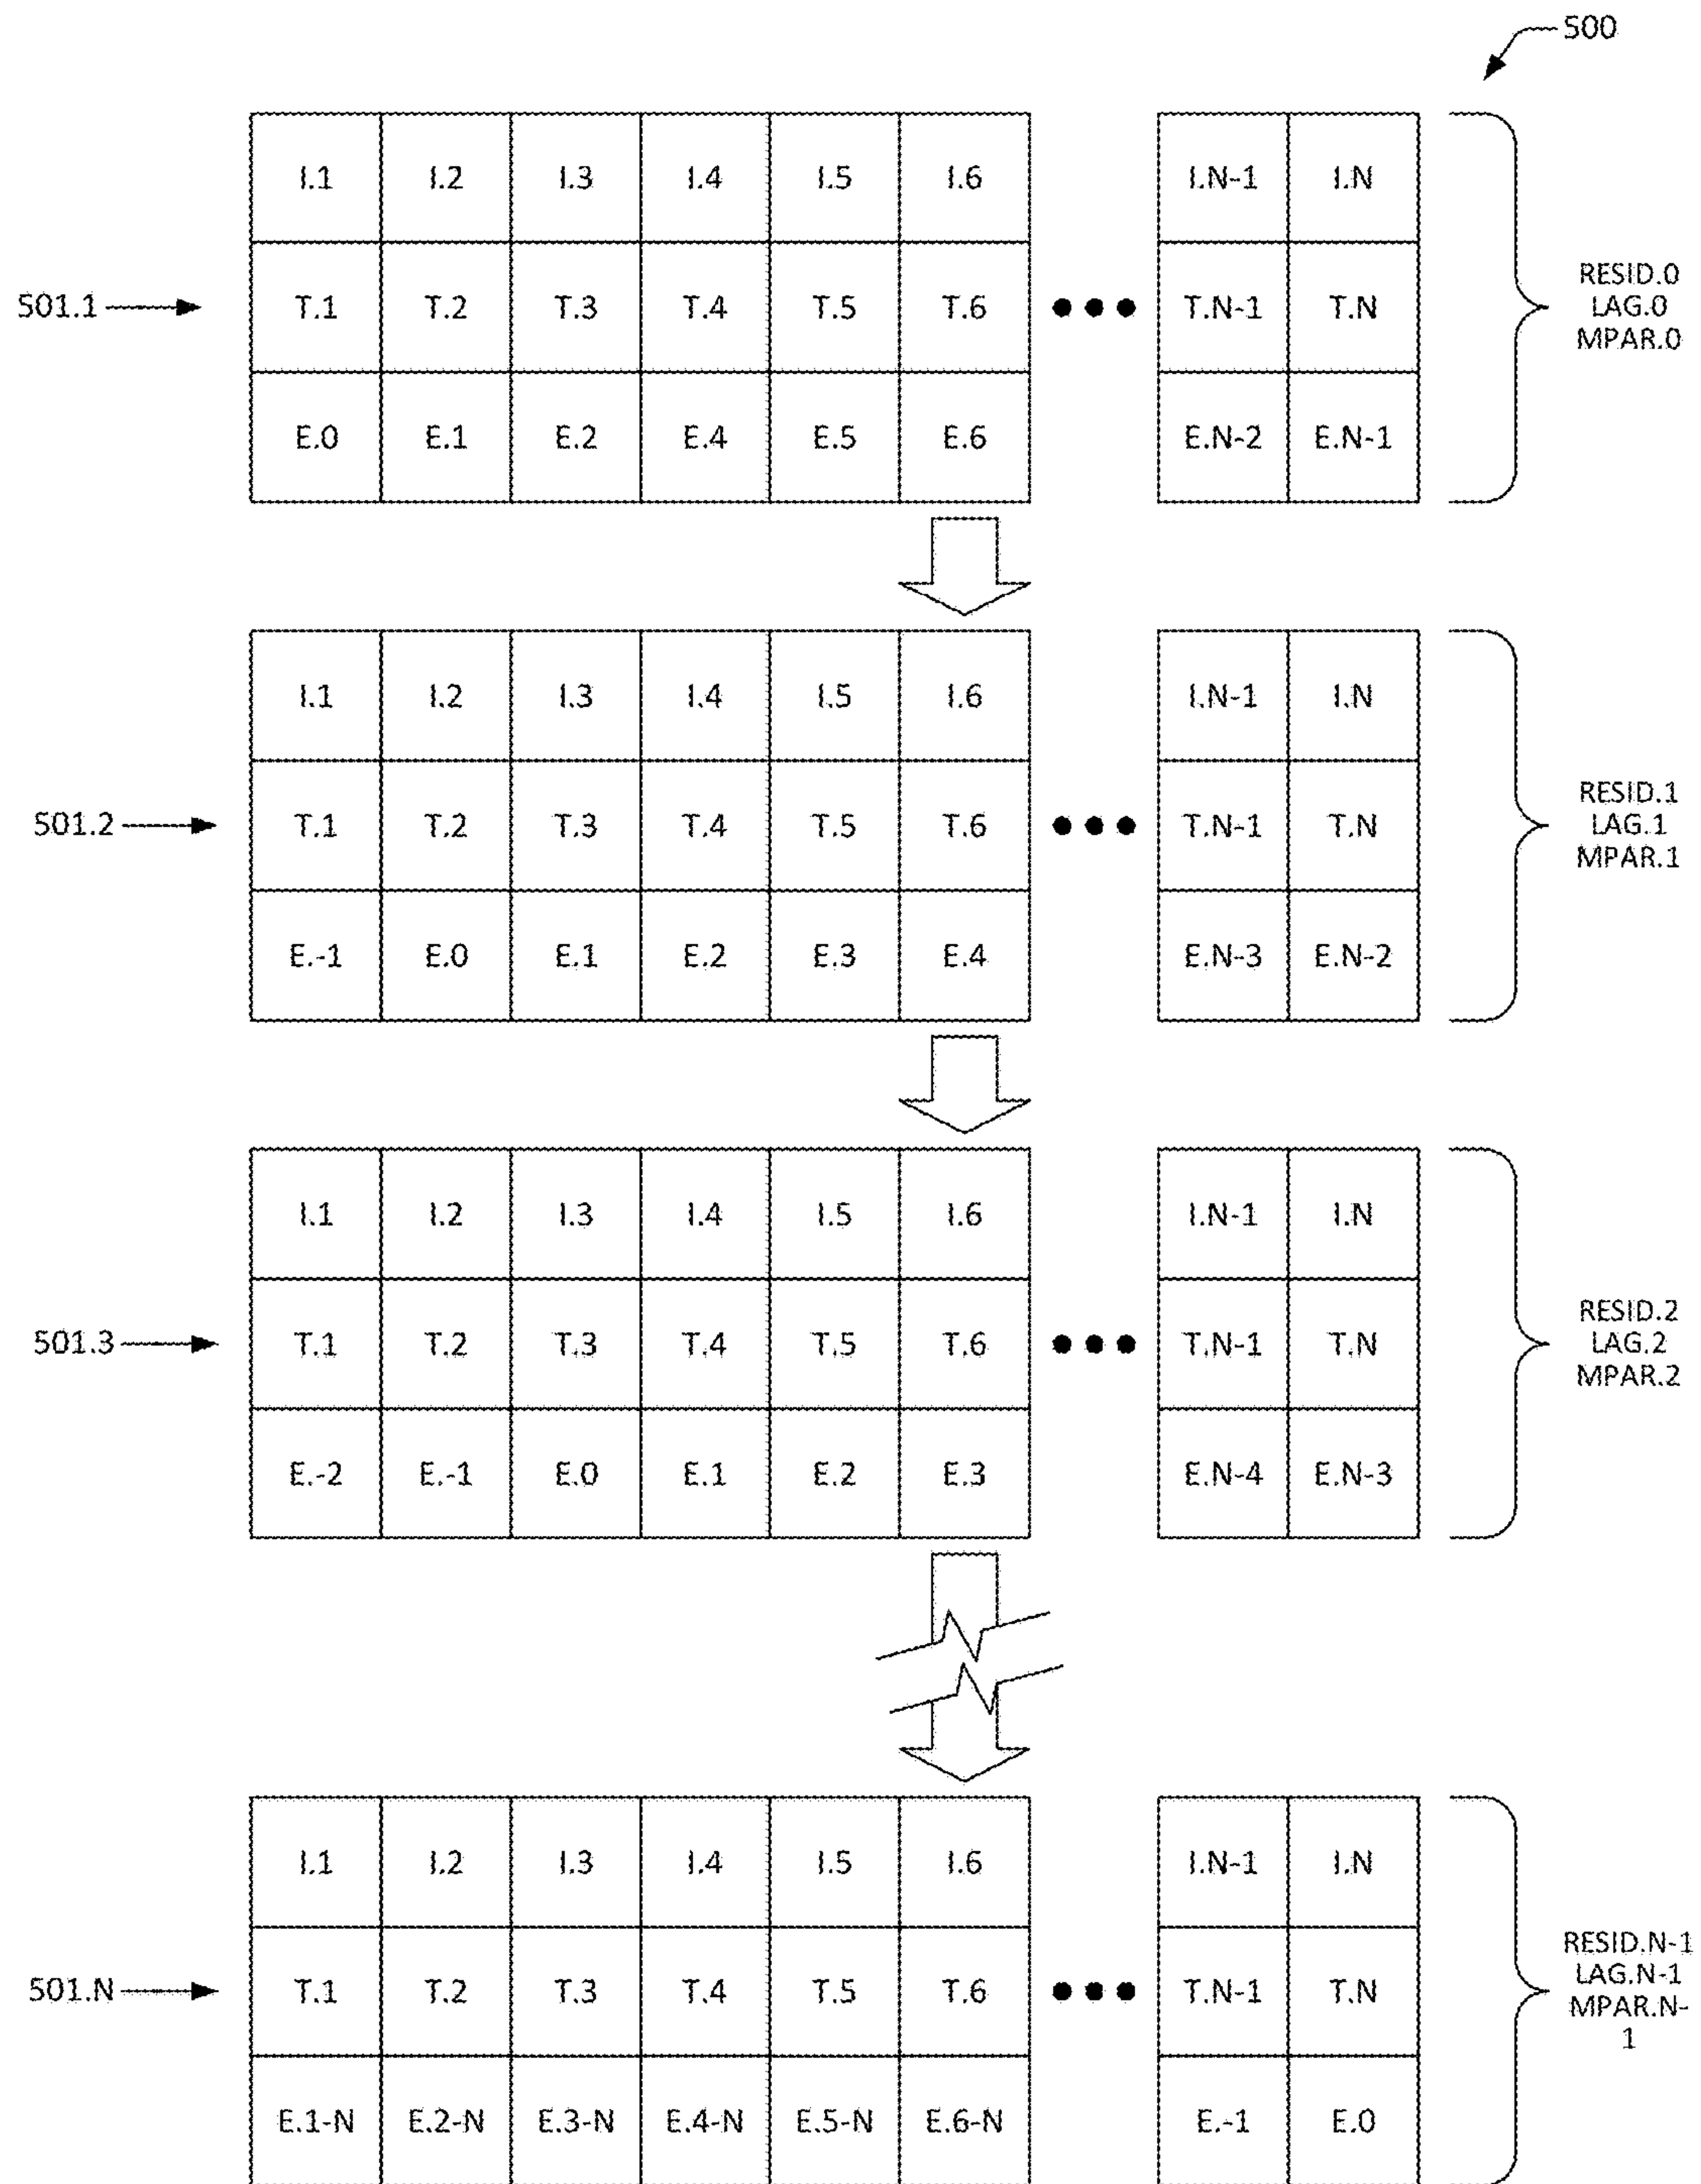 500
I.1 I.2 I.3 I.4 I.5 I.6 I.N-1 I.N
501.1 T.1 T.2 T.3 T.4 T.5 T.6 T.N-1 T.N
E.0 E.1 E.2 E.4 E.5 E.6 E.N-2 E.N-1
RESID.0
LAG.0
MPAR.0
I.1 I.2 I.3 I.4 I.5 I.6 I.N-1 I.N
501.2 T.1 T.2 T.3 T.4 T.5 T.6 T.N-1 T.N
E.-1 E.0 E.1 E.2 E.3 E.4 E.N-3 E.N-2
RESID.1
LAG.1
MPAR.1
I.1 I.2 I.3 I.4 I.5 I.6 I.N-1 I.N
501.3 T.1 T.2 T.3 T.4 T.5 T.6 T.N-1 T.N
E.-2 E.-1 E.0 E.1 E.2 E.3 E.N-4 E.N-3
RESID.2
LAG.2
MPAR.2
I.1 I.2 I.3 I.4 I.5 I.6 I.N-1 I.N
501.N T.1 T.2 T.3 T.4 T.5 T.6 T.N-1 T.N
E.1-N E.2-N E.3-N E.4-N E.5-N E.6-N E.-1 E.0
RESID.N-1
LAG.N-1
MPAR.N-
1